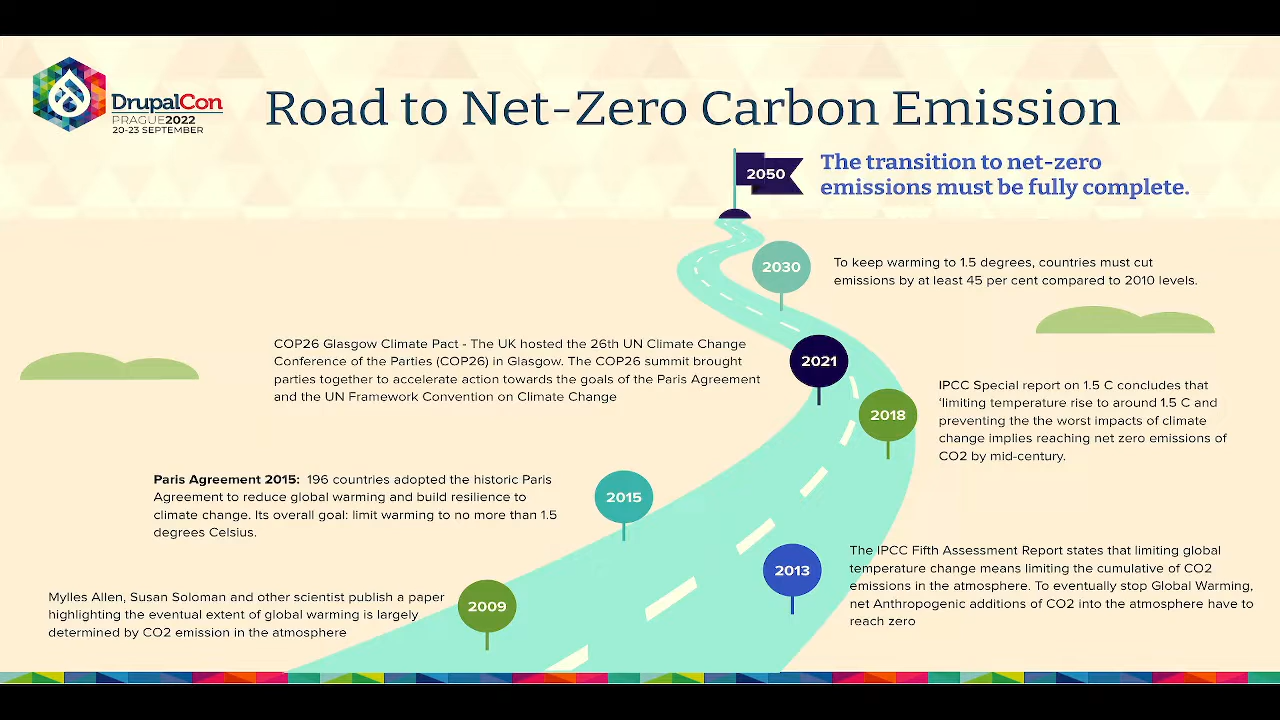 DrupalCon
PRAGUE2022
20-23 SEPTEMBER
Road to Net-Zero Carbon Emission
2050
The transition to net-zero
emissions must be fully complete.
2030
To keep warming to 1.5 degrees, countries must cut
emissions by at least 45 per cent compared to 2010 levels.
COP26 Glasgow Climate Pact - The UK hosted the 26th UN Climate Change
Conference of the Parties (COP26) in Glasgow. The COP26 summit brought
parties together to accelerate action towards the goals of the Paris Agreement
and the UN Framework Convention on Climate Change
2021
2018
IPCC Special report on 1.5 C concludes that
‘limiting temperature rise to around 1.5 C and
preventing the the worst impacts of climate
change implies reaching net zero emissions of
CO2 by mid-century.
Paris Agreement 2015: 196 countries adopted the historic Paris
Agreement to reduce global warming and build resilience to
climate change. Its overall goal: limit warming to no more than 1.5
degrees Celsius.
2015
2013
The IPCC Fifth Assessment Report states that limiting global
temperature change means limiting the cumulative of CO2
emissions in the atmosphere. To eventually stop Global Warming,
net Anthropogenic additions of CO2 into the atmosphere have to
reach zero
Mylles Allen, Susan Soloman and other scientist publish a paper
highlighting the eventual extent of global warming is largely
determined by CO2 emission in the atmosphere
2009